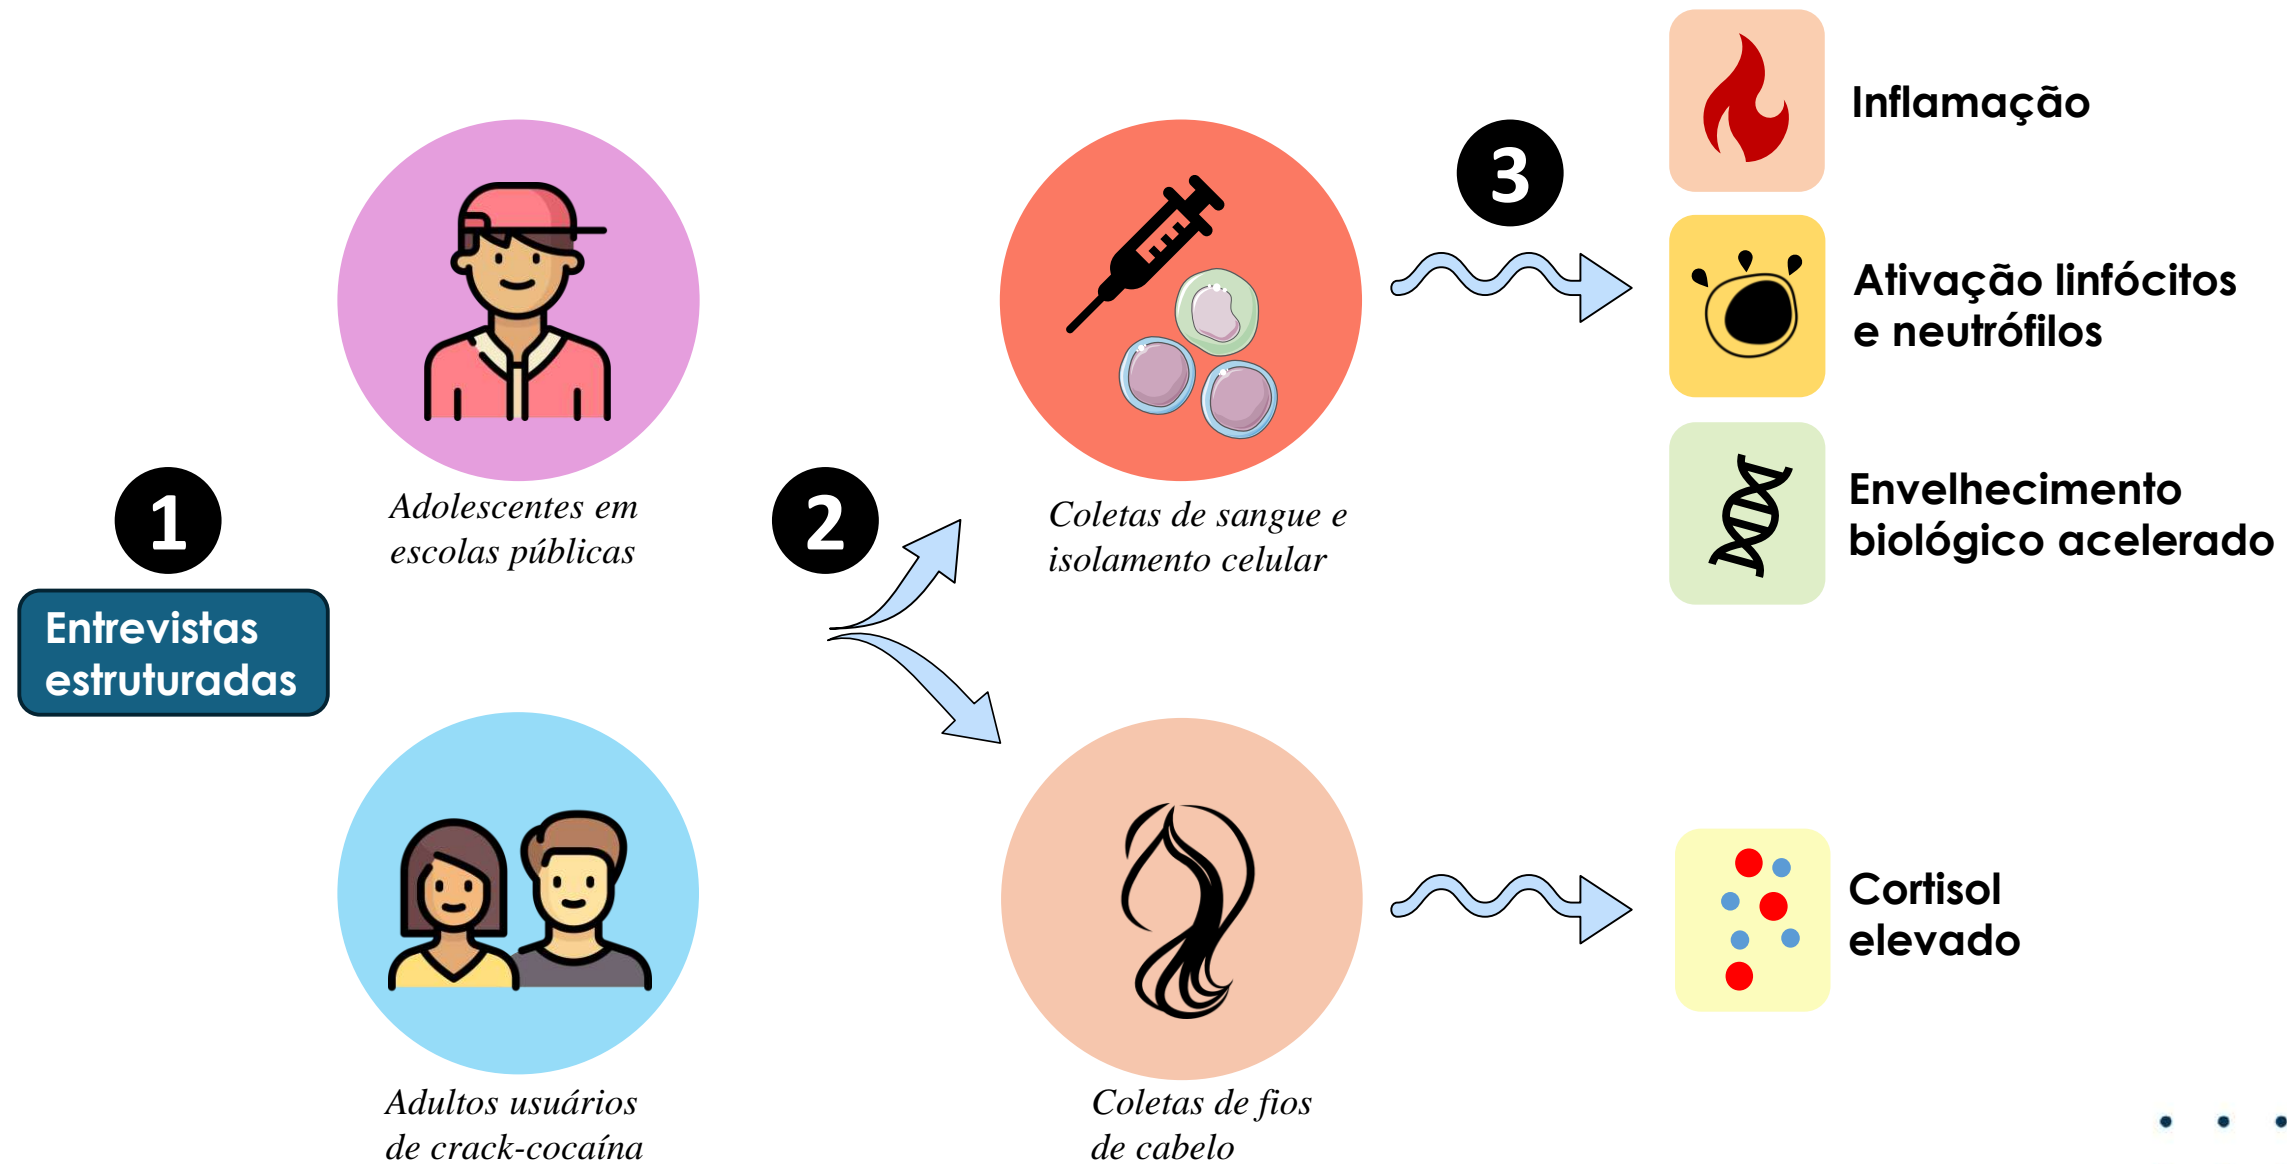 1
Entrevistas
estruturadas
Adolescentes em
escolas públicas
Adultos usuários
de crack-cocaína
2
Coletas de sangue e
isolamento celular
Coletas de fios
de cabelo
3
Inflamação
Ativação linfócitos
e neutrófilos
Envelhecimento
biológico acelerado
Cortisol
elevado